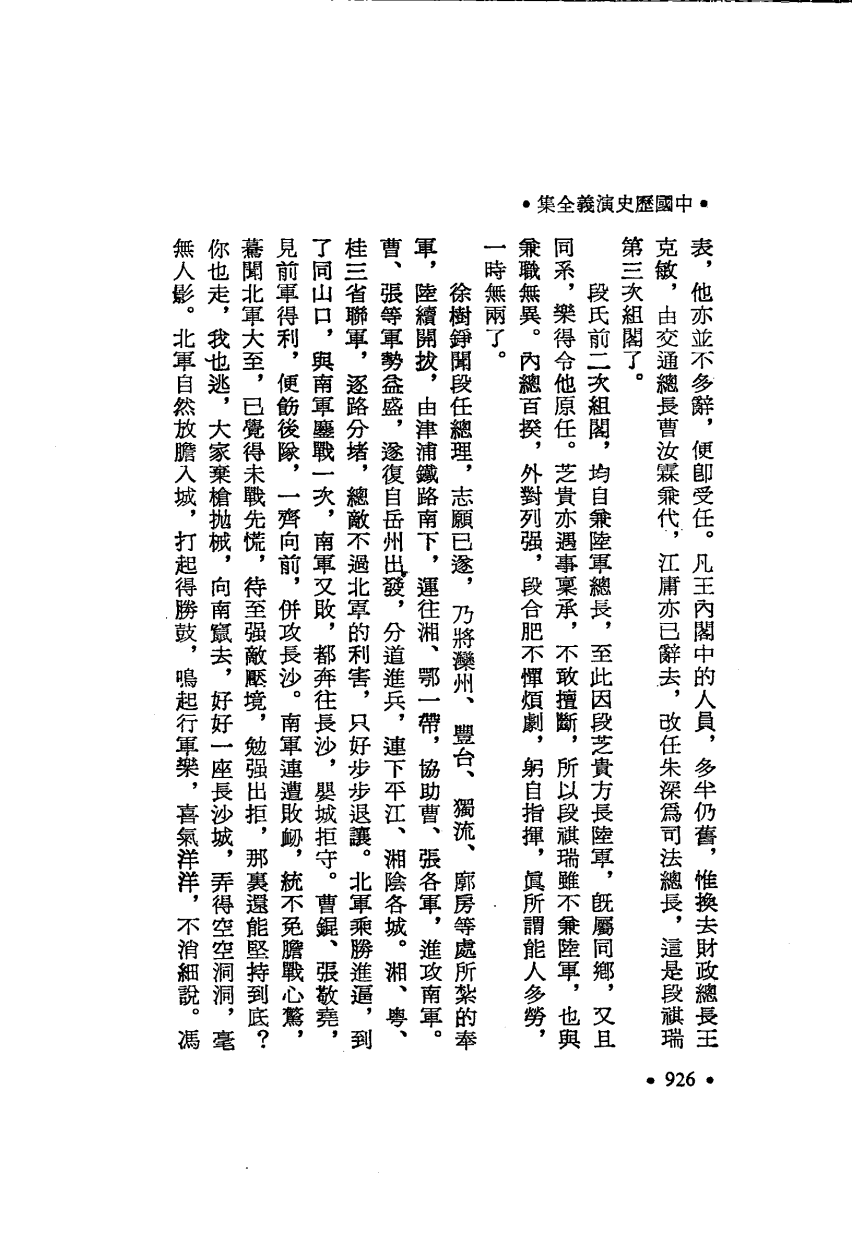 •中國歷史演義全集•
表，他亦並不多辭，便卽受任。凡王內閣中的人員，多半仍舊，惟換去財政總長王
克敏，由交通總長曹汝霖兼代，江庸亦已辭去，改任朱深爲司法總長，這是段祺瑞
第三次組閣了。
段氏前二次組閣，均自兼陸軍總長，至此因段芝貴方長陸軍，旣屬同鄉，又且
同系，樂得令他原任。芝貴亦遇事稟承，不敢擅斷，所以段祺瑞雖不兼陸軍，也與
兼職無異。內總百揆，外對列强，段合肥不憚煩劇，躬自指揮，眞所謂能人多勞，
一時無兩了。
徐樹錚聞段任總理，志願已遂，乃將灤州、豐台、獨流、廊房等處所紮的奉
軍，陸續開拔，由津浦鐵路南下，運往湘、鄂一帶，協助曹、張各軍，進攻南軍。
曹、張等軍勢益盛，遂復自岳州出發，分道進兵，連下平江、湘陰各城。湘、粵、
桂三省聯軍，逐路分堵，總敵不過北軍的利害，只好步步退讓。北軍乘勝進逼，到
了同山口，與南軍鏖戰一次，南軍又敗，都奔往長沙，嬰城拒守。曹錕、張敬堯，
見前軍得利，便飭後隊，一齊向前，併攻長沙。南軍連遭敗衂，統不免膽戰心驚，
驀聞北軍大至，已覺得未戰先慌，待至强敵壓境，勉强出拒，那裏還能堅持到底？
你也走，我也逃，大家棄槍拋械，向南竄去，好好一座長沙城，弄得空空洞洞，毫
無人影。北軍自然放膽入城，打起得勝鼓，鳴起行軍樂，喜氣洋洋，不消細說。馮
•926•